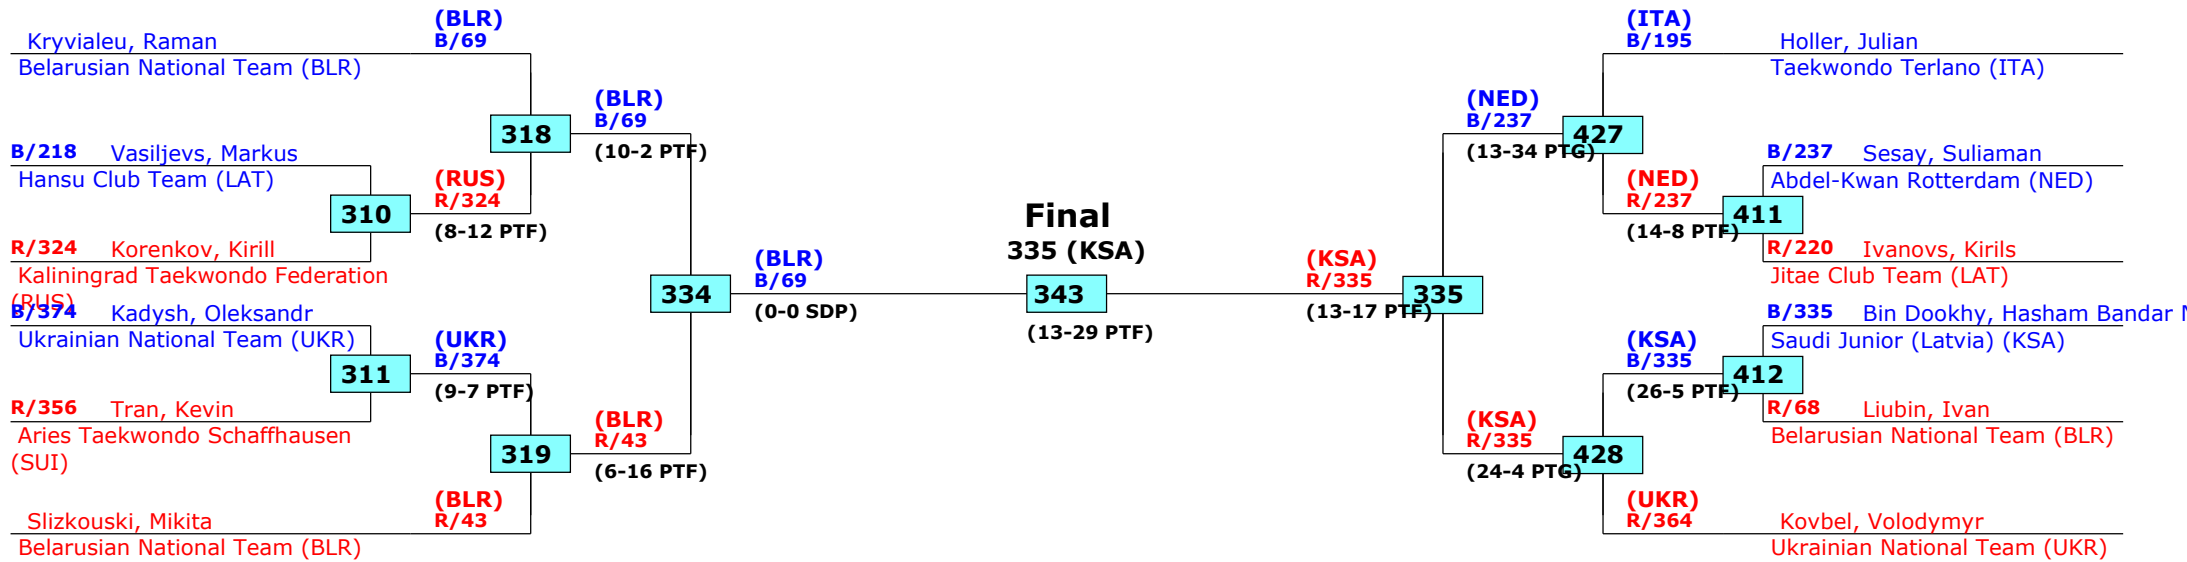 (BLR)
B/69
Kryvialeu, Raman
Belarusian National Team (BLR)
B/218 Vasiljevs, Markus
Hansu Club Team (LAT)
310
(RUS)
R/324
(8-12 PTF)
R/324 Korenkov, Kirill
Kaliningrad Taekwondo Federation
(RUS)
318
(BLR)
B/69
(10-2 PTF)
B/374 Kadysh, Oleksandr
Ukrainian National Team (UKR)
311
(UKR)
B/374
(9-7 PTF)
R/356 Tran, Kevin
Aries Taekwondo Schaffhausen
(SUI)
319
(BLR)
R/43
(6-16 PTF)
(BLR)
R/43
Slizkouski, Mikita
Belarusian National Team (BLR)
334
(BLR)
B/69
(0-0 SDP)
Final
335 (KSA)
343
(13-29 PTF)
(KSA)
R/335
(13-17 PTF)
335
(NED)
B/237
(13-34 PTG)
427
(ITA)
B/195
Holler, Julian
Taekwondo Terlano (ITA)
(NED)
R/237
(14-8 PTF)
411
B/237 Sesay, Suliaman
Abdel-Kwan Rotterdam (NED)
R/220 Ivanovs, Kirils
Jitae Club Team (LAT)
B/335 Bin Dookhy, Hasham Bandar
Saudi Junior (Latvia) (KSA)
(KSA)
B/335
(26-5 PTF)
412
R/68 Liubin, Ivan
Belarusian National Team (BLR)
(KSA)
R/335
(24-4 PTG)
428
(UKR)
R/364
Kovbel, Volodymyr
Ukrainian National Team (UKR)